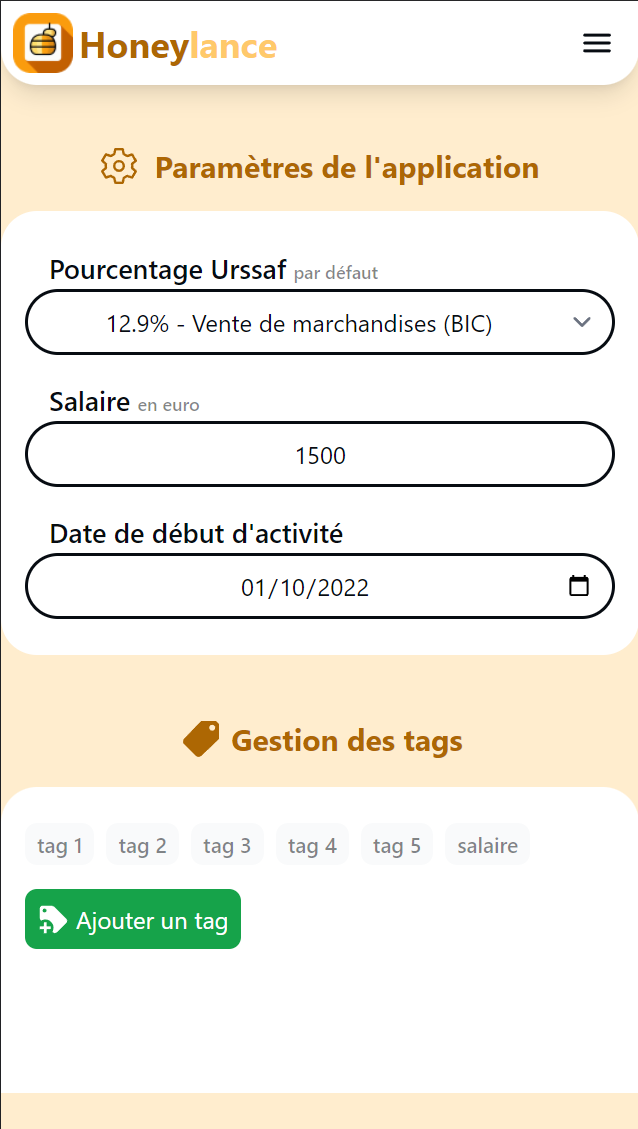 Honeylance
Paramètres de l'application
Pourcentage Urssaf par défaut
12.9% - Vente de marchandises (BIC)
Salaire en euro
1500
Date de début d'activité
01/10/2022
Gestion des tags
tag 1 tag 2 tag 3 tag 4 tag 5 salaire
Ajouter un tag